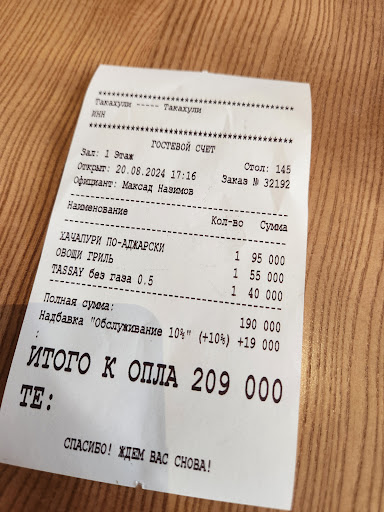 ************************************
Такахули ----- Такахули
ИНН
************************************
ГОСТЕВОЙ СЧЕТ
Зал: 1 Этаж Стол: 145
Открыт: 20.08.2024 17:16 Заказ № 32192
Официант: Максад Назимов
Наименование Кол-во Сумма
ХАЧАПУРИ ПО-АДЖАРСКИ 1 95 000
ОВОЩИ ГРИЛЬ 1 55 000
TASSAY без газа 0.5 1 40 000
Полная сумма: 190 000
Надбавка "Обслуживание 10%" (+10%) +19 000
:
ИТОГО К ОПЛА 209 000
ТЕ:
СПАСИБО! ЖДЕМ ВАС СНОВА!